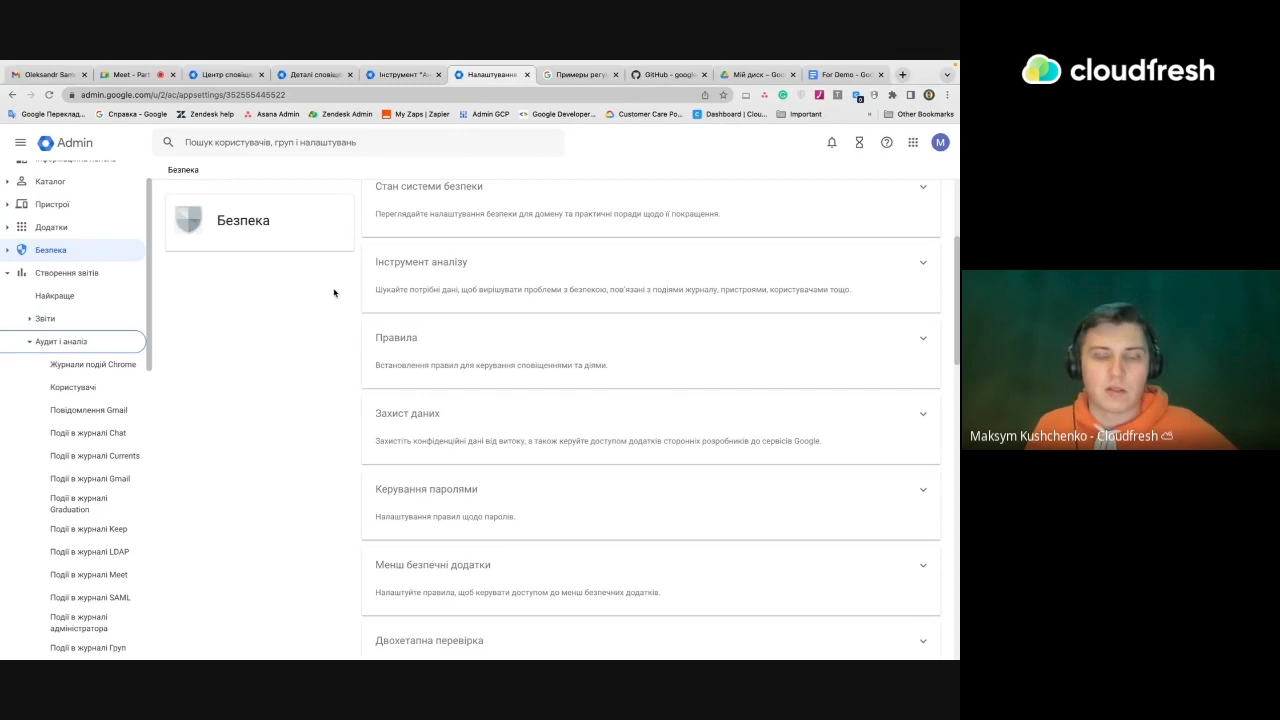 cloudfresh
Oleksandr Sam
Meet - Part
Центр сповіщ
Деталі сповіщ
Інструмент "Ан
Налаштування
Примеры регу
GitHub - google
Мій диск – Goo
For Demo - Goo
admin.google.com/u/2/ac/appsettings/352555445522
Google Переклад...
Справка - Google
Zendesk help
Asana Admin
Zendesk Admin
My Zaps | Zapier
Admin GCP
Google Developer...
Customer Care Po...
Dashboard | Clou...
Important
»
Other Bookmarks
Admin
Пошук користувачів, груп і налаштувань
M
Безпека
Каталог
Пристрої
Додатки
Безпека
Створення звітів
Найкраще
Звіти
Аудит і аналіз
Журнали подій Chrome
Користувачі
Повідомлення Gmail
Події в журналі Chat
Події в журналі Currents
Події в журналі Gmail
Події в журналі
Graduation
Події в журналі Keep
Події в журналі LDAP
Події в журналі Meet
Події в журналі SAML
Події в журналі
адміністратора
Події в журналі Груп
Безпека
Стан системи безпеки
Переглядайте налаштування безпеки для домену та практичні поради щодо її покращення.
Інструмент аналізу
Шукайте потрібні дані, щоб вирішувати проблеми з безпекою, пов'язані з подіями журналу, пристроями, користувачами тощо.
Правила
Встановлення правил для керування сповіщеннями та діями.
Захист даних
Захистіть конфіденційні дані від витоку, а також керуйте доступом додатків сторонніх розробників до сервісів Google.
Керування паролями
Налаштування правил щодо паролів.
Менш безпечні додатки
Налаштуйте правила, щоб керувати доступом до менш безпечних додатків.
Двохетапна перевірка
Maksym Kushchenko - Cloudfresh